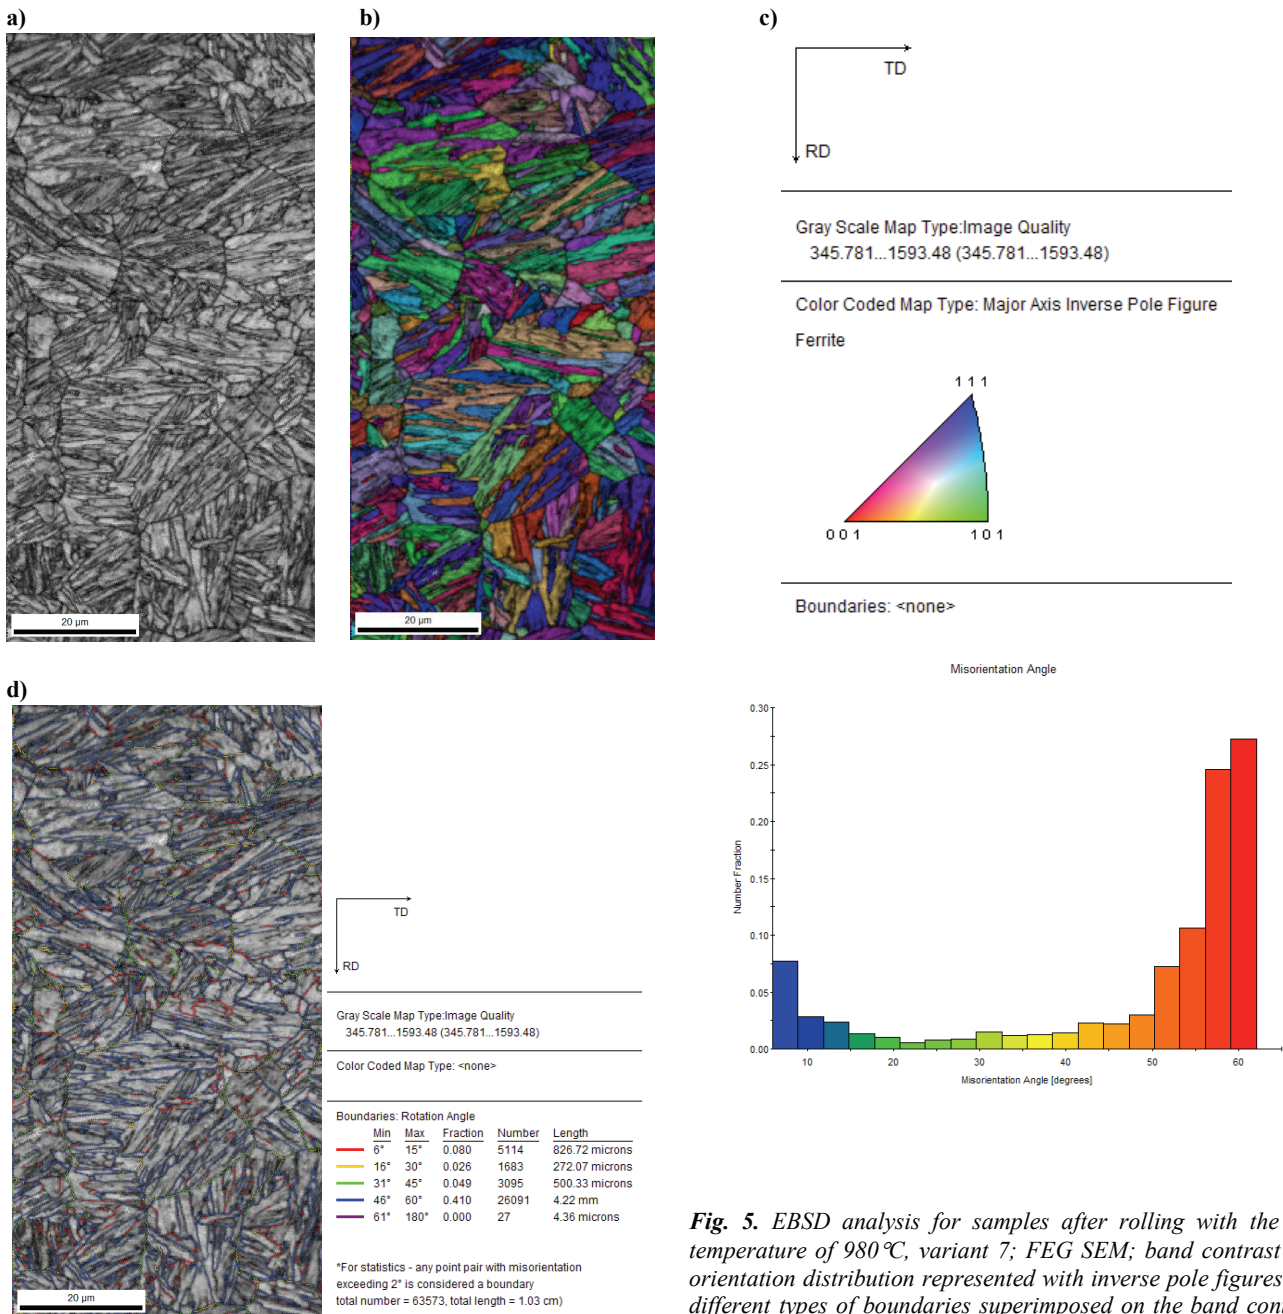 a)
b)
c)
TD
RD
Gray Scale Map Type:Image Quality
345.781...1593.48 (345.781...1593.48)
Color Coded Map Type: Major Axis Inverse Pole Figure
Ferrite
1 1 1
0 0 1
1 0 1
Boundaries: <none>
20 µm
20 µm
d)
20 µm
TD
RD
Gray Scale Map Type:Image Quality
345.781...1593.48 (345.781...1593.48)
Color Coded Map Type: <none>
Boundaries: Rotation Angle
Min Max Fraction Number Length
6° 15° 0.080 5114 826.72 microns
16° 30° 0.026 1683 272.07 microns
31° 45° 0.049 3095 500.33 microns
46° 60° 0.410 26091 4.22 mm
61° 180° 0.000 27 4.36 microns
*For statistics - any point pair with misorientation
exceeding 2° is considered a boundary
total number = 63573, total length = 1.03 cm)
Misorientation Angle
0.30
0.25
0.20
0.15
0.10
0.05
0.00
Number Fraction
10 20 30 40 50 60
Misorientation Angle [degrees]
Fig. 5. EBSD analysis for samples after rolling with the
temperature of 980°C, variant 7; FEG SEM; band contrast
orientation distribution represented with inverse pole figures
different types of boundaries superimposed on the band cou